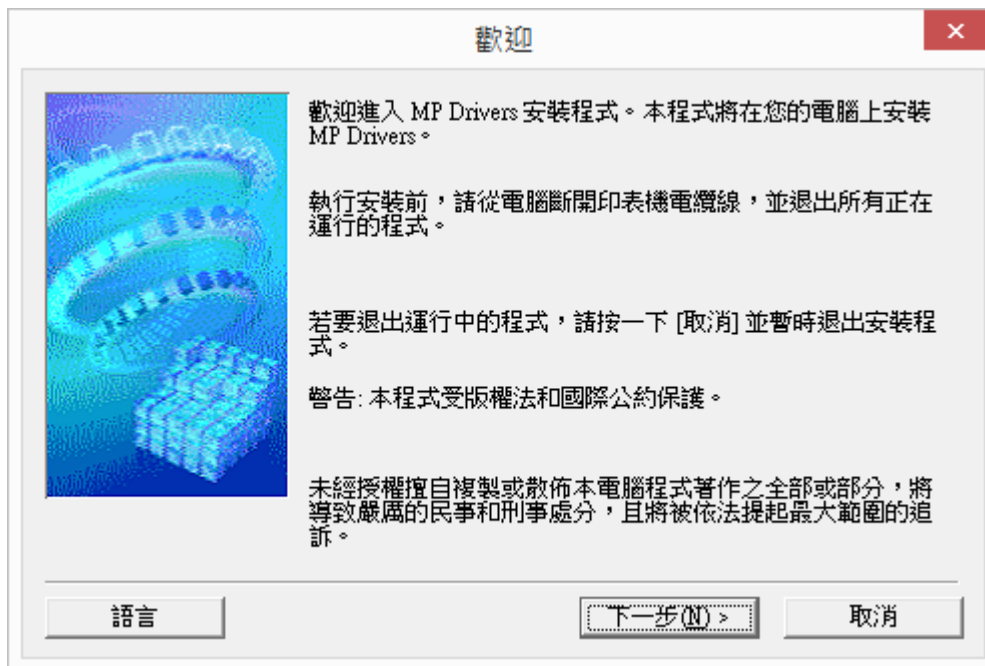 歡迎
歡迎進入 MP Drivers 安裝程式。本程式將在您的電腦上安裝
MP Drivers。
執行安裝前，請從電腦斷開印表機電纜線，並退出所有正在
運行的程式。
若要退出運行中的程式，請按一下 [取消] 並暫時退出安裝程
式。
警告: 本程式受版權法和國際公約保護。
未經授權擅自複製或散佈本電腦程式著作之全部或部分，將
導致嚴厲的民事和刑事處分，且將被依法提起最大範圍的追
訴。
語言
下一步(N) >
取消